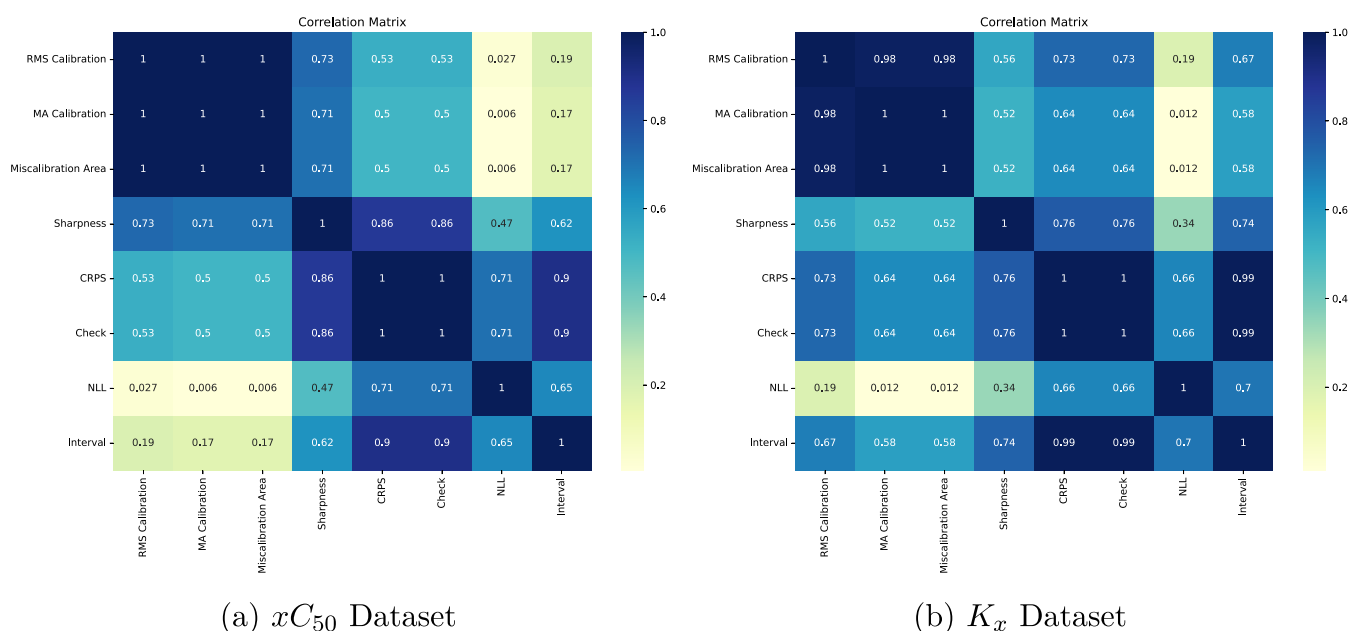 Correlation Matrix
RMS Calibration 1 1 1 0.73 0.53 0.53 0.027 0.19
MA Calibration 1 1 1 0.71 0.5 0.5 0.006 0.17
Miscalibration Area 1 1 1 0.71 0.5 0.5 0.006 0.17
Sharpness 0.73 0.71 0.71 1 0.86 0.86 0.47 0.62
CRPS 0.53 0.5 0.5 0.86 1 1 0.71 0.9
Check 0.53 0.5 0.5 0.86 1 1 0.71 0.9
NLL 0.027 0.006 0.006 0.47 0.71 0.71 1 0.65
Interval 0.19 0.17 0.17 0.62 0.9 0.9 0.65 1
RMS Calibration
MA Calibration
Miscalibration Area
Sharpness
CRPS
Check
NLL
Interval
1.0
0.8
0.6
0.4
0.2
(a) xC50 Dataset
Correlation Matrix
RMS Calibration 1 0.98 0.98 0.56 0.73 0.73 0.19 0.67
MA Calibration 0.98 1 1 0.52 0.64 0.64 0.012 0.58
Miscalibration Area 0.98 1 1 0.52 0.64 0.64 0.012 0.58
Sharpness 0.56 0.52 0.52 1 0.76 0.76 0.34 0.74
CRPS 0.73 0.64 0.64 0.76 1 1 0.66 0.99
Check 0.73 0.64 0.64 0.76 1 1 0.66 0.99
NLL 0.19 0.012 0.012 0.34 0.66 0.66 1 0.7
Interval 0.67 0.58 0.58 0.74 0.99 0.99 0.7 1
RMS Calibration
MA Calibration
Miscalibration Area
Sharpness
CRPS
Check
NLL
Interval
1.0
0.8
0.6
0.4
0.2
(b) Kx Dataset